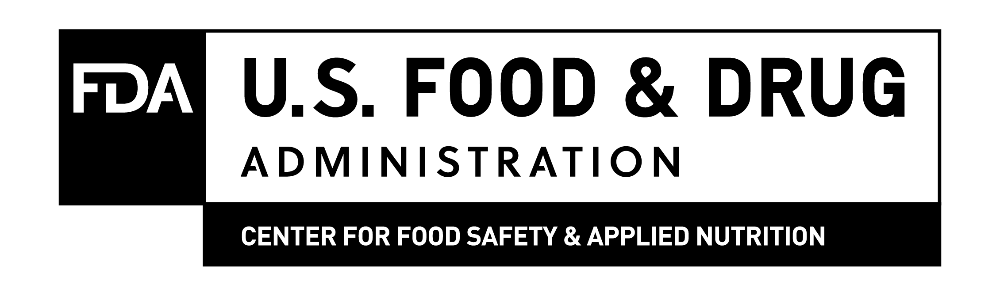 FDA
U.S. FOOD & DRUG
ADMINISTRATION
CENTER FOR FOOD SAFETY & APPLIED NUTRITION